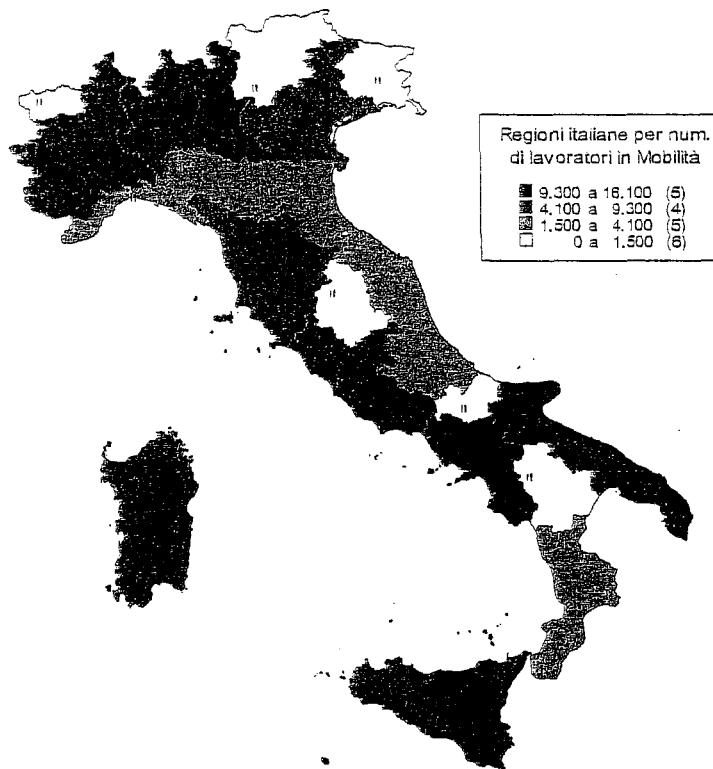 Regioni italiane per num.
di lavoratori in Mobilità
9.300 a 16.100 (5)
4.100 a 9.300 (4)
1.500 a 4.100 (5)
0 a 1.500 (6)